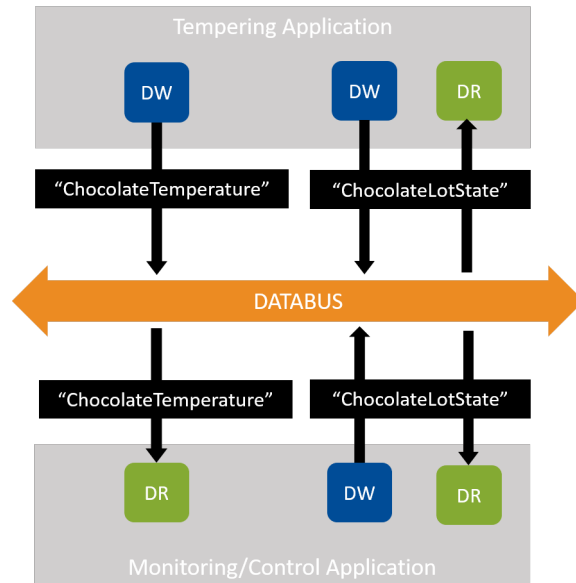 Tempering Application
DW
DW
DR
“ChocolateTemperature”
“ChocolateLotState”
DATABUS
“ChocolateTemperature”
“ChocolateLotState”
DR
DW
DR
Monitoring/Control Application